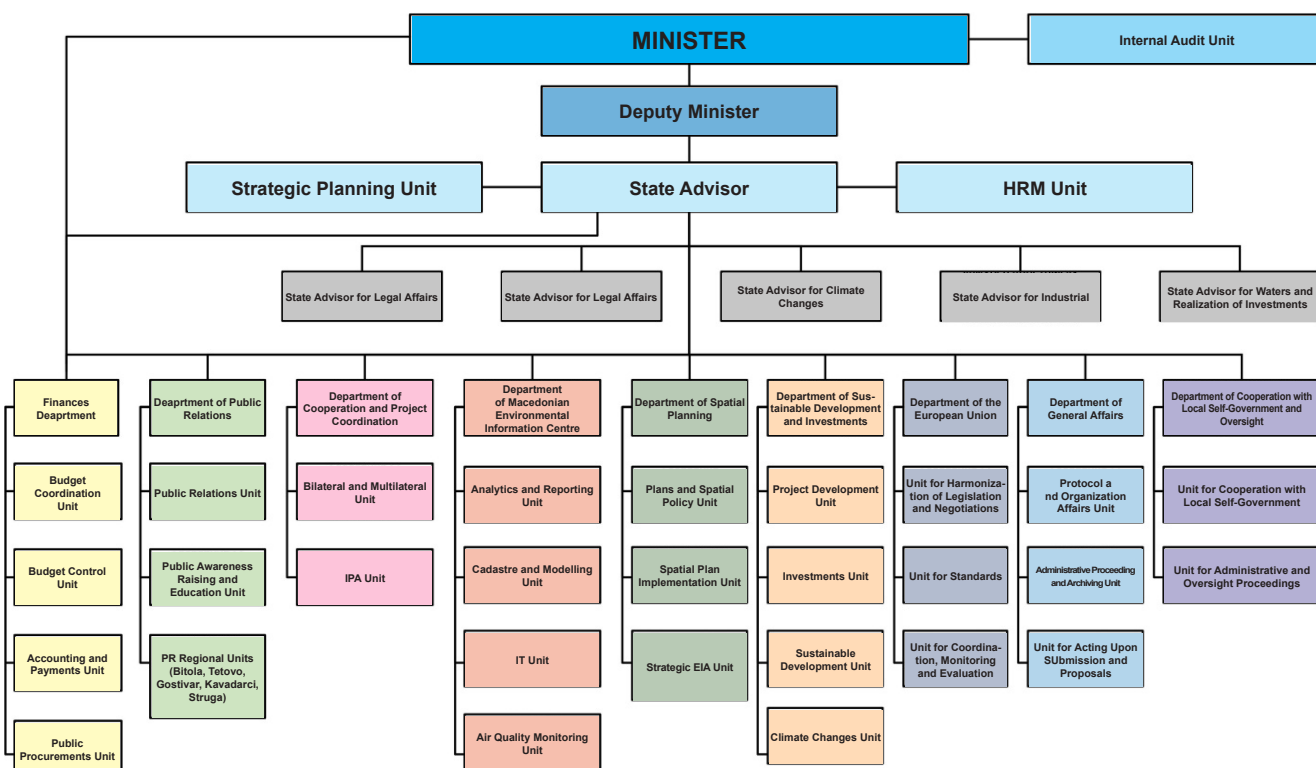 MINISTER
Internal Audit Unit
Deputy Minister
Strategic Planning Unit
State Advisor
HRM Unit
State Advisor for Legal Affairs
State Advisor for Legal Affairs
State Advisor for Climate
Changes
State Advisor for Industrial
State Advisor for Waters and
Realization of Investments
Finances
Deaprtment
Deaprtment of Public
Relations
Department of
Cooperation and Project
Coordination
Department
of Macedonian
Environmental
Information Centre
Department of Spatial
Planning
Department of Sus-
tainable Development
and Investments
Department of the
European Union
Department of
General Affairs
Department of Cooperation with
Local Self-Government and
Oversight
Budget
Coordination
Unit
Public Relations Unit
Bilateral and Multilateral
Unit
Analytics and Reporting
Unit
Plans and Spatial
Policy Unit
Project Development
Unit
Unit for Harmoniza-
tion of Legislation
and Negotiations
Protocol a
nd Organization
Affairs Unit
Unit for Cooperation with
Local Self-Government
Budget Control
Unit
Public Awareness
Raising and
Education Unit
IPA Unit
Cadastre and Modelling
Unit
Spatial Plan
Implementation Unit
Investments Unit
Unit for Standards
Administrative Proceeding
and Archiving Unit
Unit for Administrative and
Oversight Proceedings
Accounting and
Payments Unit
PR Regional Units
(Bitola, Tetovo,
Gostivar, Kavadarci,
Struga)
IT Unit
Strategic EIA Unit
Sustainable
Development Unit
Unit for Coordina-
tion, Monitoring
and Evaluation
Unit for Acting Upon
SUbmission and
Proposals
Public
Procurements Unit
Air Quality Monitoring
Unit
Climate Changes Unit